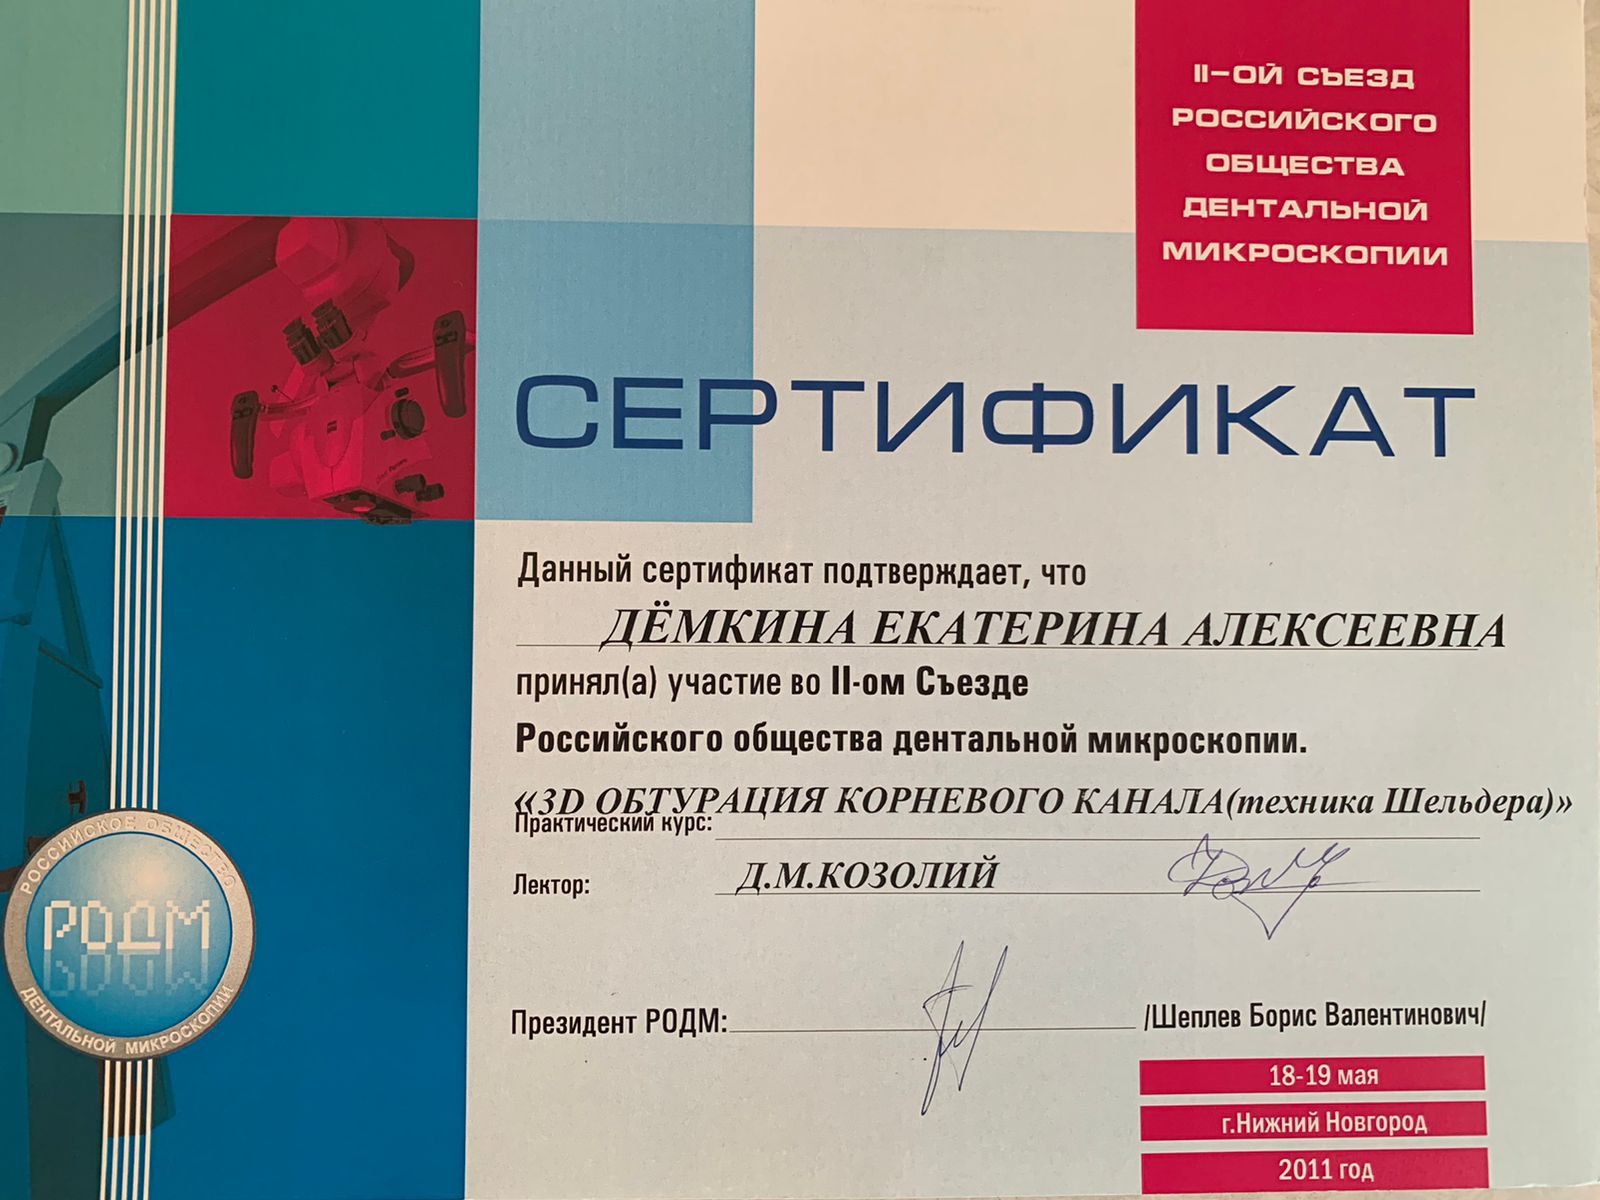 II-ОЙ СЪЕЗД
РОССИЙСКОГО
ОБЩЕСТВА
ДЕНТАЛЬНОЙ
МИКРОСКОПИИ
СЕРТИФИКАТ
Данный сертификат подтверждает, что
ДЁМКИНА ЕКАТЕРИНА АЛЕКСЕЕВНА
принял(а) участие во II-ом Съезде
Российского общества дентальной микроскопии.
«3D ОБТУРАЦИЯ КОРНЕВОГО КАНАЛА(техника Шельдера)»
Практический курс:
Лектор: Д.М.КОЗОЛИЙ
Президент РОДМ: /Шеплев Борис Валентинович/
18-19 мая
г.Нижний Новгород
2011 год
РОССИЙСКОЕ ОБЩЕСТВО
РОДМ
ДЕНТАЛЬНОЙ МИКРОСКОПИИ